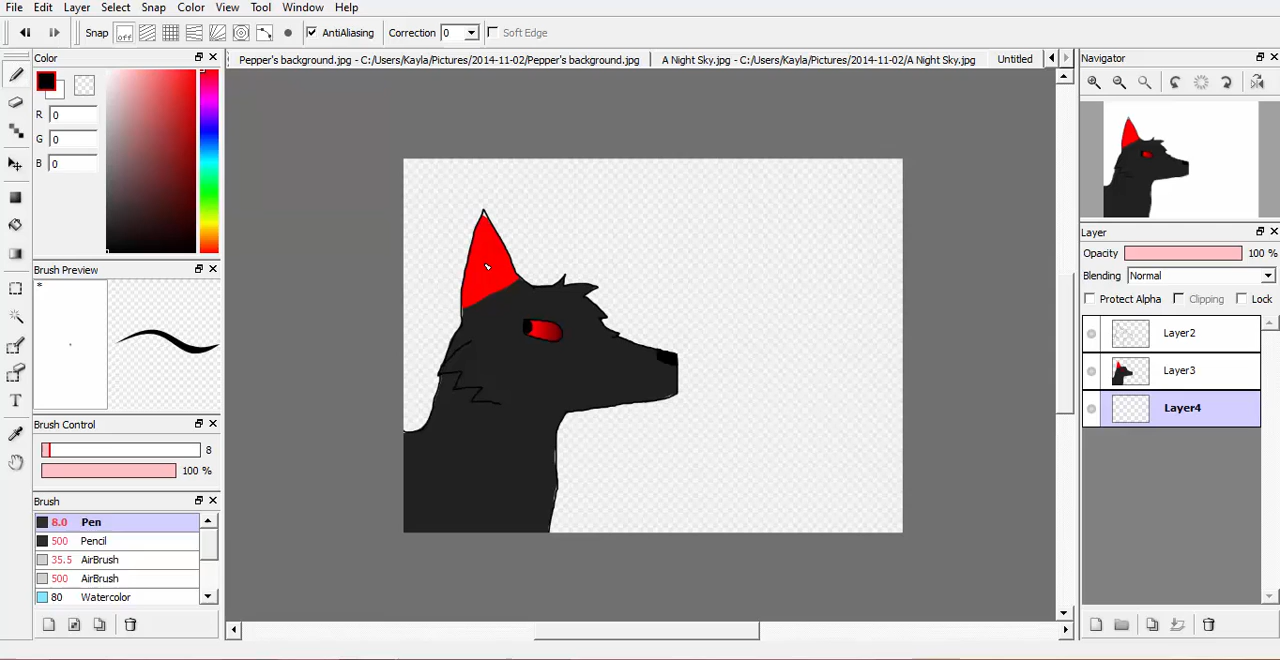 File Edit Layer Select Snap Color View Tool Window Help
Snap off AntiAliasing Correction 0 Soft Edge
Color
R 0
G 0
B 0
Brush Preview
*
Brush Control
8
100 %
Brush
8.0 Pen
500 Pencil
35.5 AirBrush
500 AirBrush
80 Watercolor
Pepper's background.jpg - C:/Users/Kayla/Pictures/2014-11-02/Pepper's background.jpg A Night Sky.jpg - C:/Users/Kayla/Pictures/2014-11-02/A Night Sky.jpg Untitled
Navigator
Layer
Opacity 100 %
Blending Normal
Protect Alpha Clipping Lock
Layer2
Layer3
Layer4